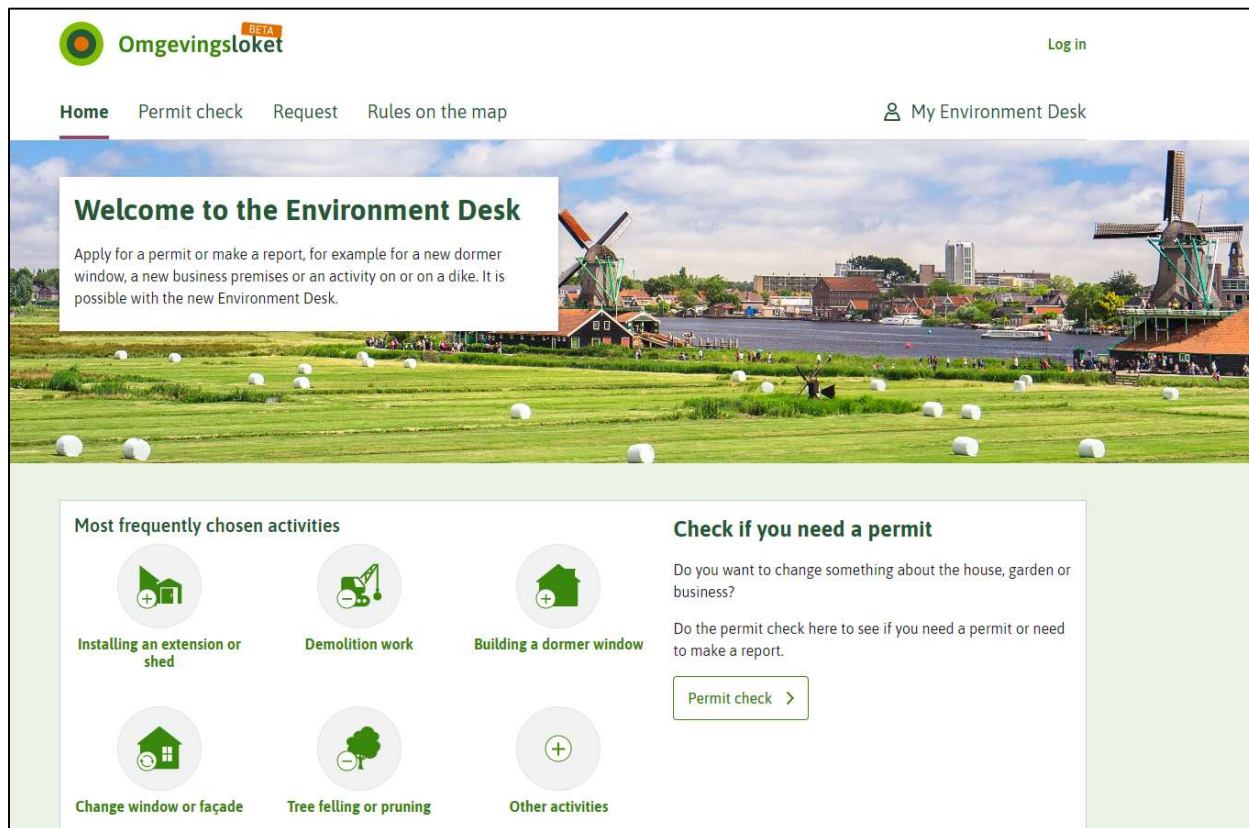 BETA
Omgevingsloket
Log in
Home Permit check Request Rules on the map My Environment Desk
Welcome to the Environment Desk
Apply for a permit or make a report, for example for a new dormer
window, a new business premises or an activity on or on a dike. It is
possible with the new Environment Desk.
Most frequently chosen activities
Installing an extension or
shed
Demolition work
Building a dormer window
Change window or façade
Tree felling or pruning
Other activities
Check if you need a permit
Do you want to change something about the house, garden or
business?
Do the permit check here to see if you need a permit or need
to make a report.
Permit check